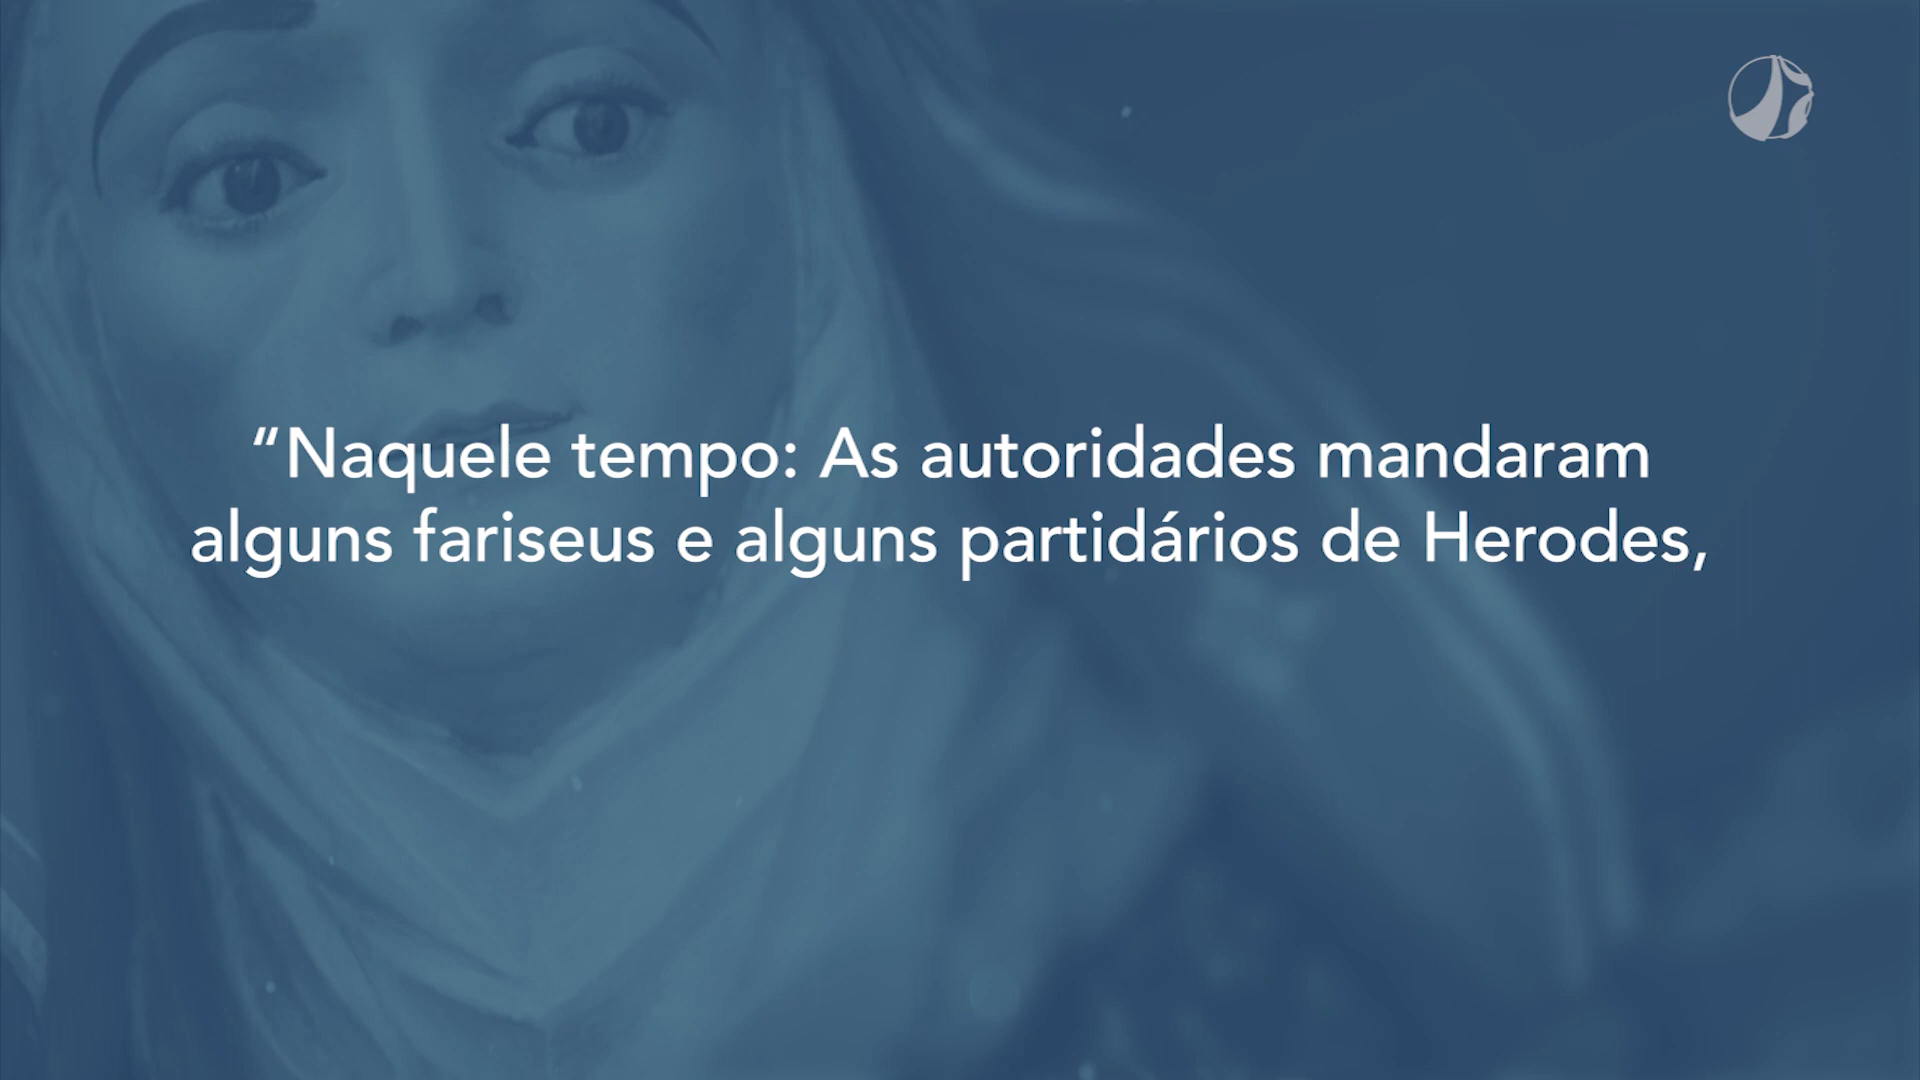 “Naquele tempo: As autoridades mandaram
alguns fariseus e alguns partidários de Herodes,